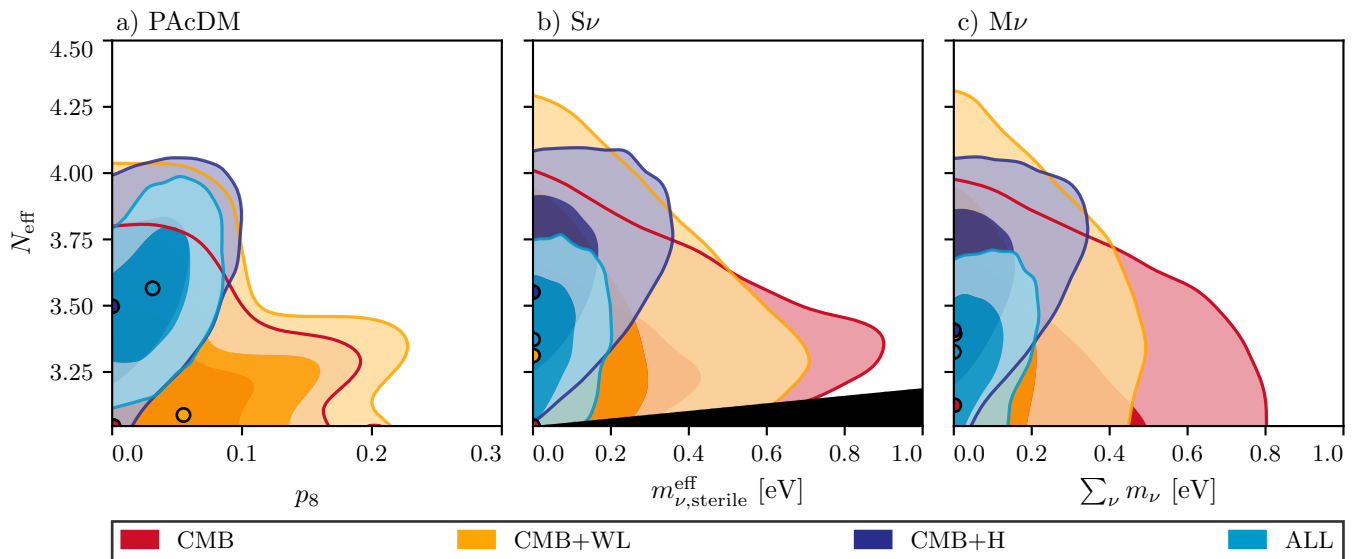 a) PAcDM
b) Sν
c) Mν
4.50
4.25
4.00
3.75
3.50
3.25
N_eff
0.0 0.1 0.2 0.3
0.0 0.2 0.4 0.6 0.8 1.0
0.0 0.2 0.4 0.6 0.8 1.0
p_8
m^eff_ν,sterile [eV]
∑_ν m_ν [eV]
CMB CMB+WL CMB+H ALL